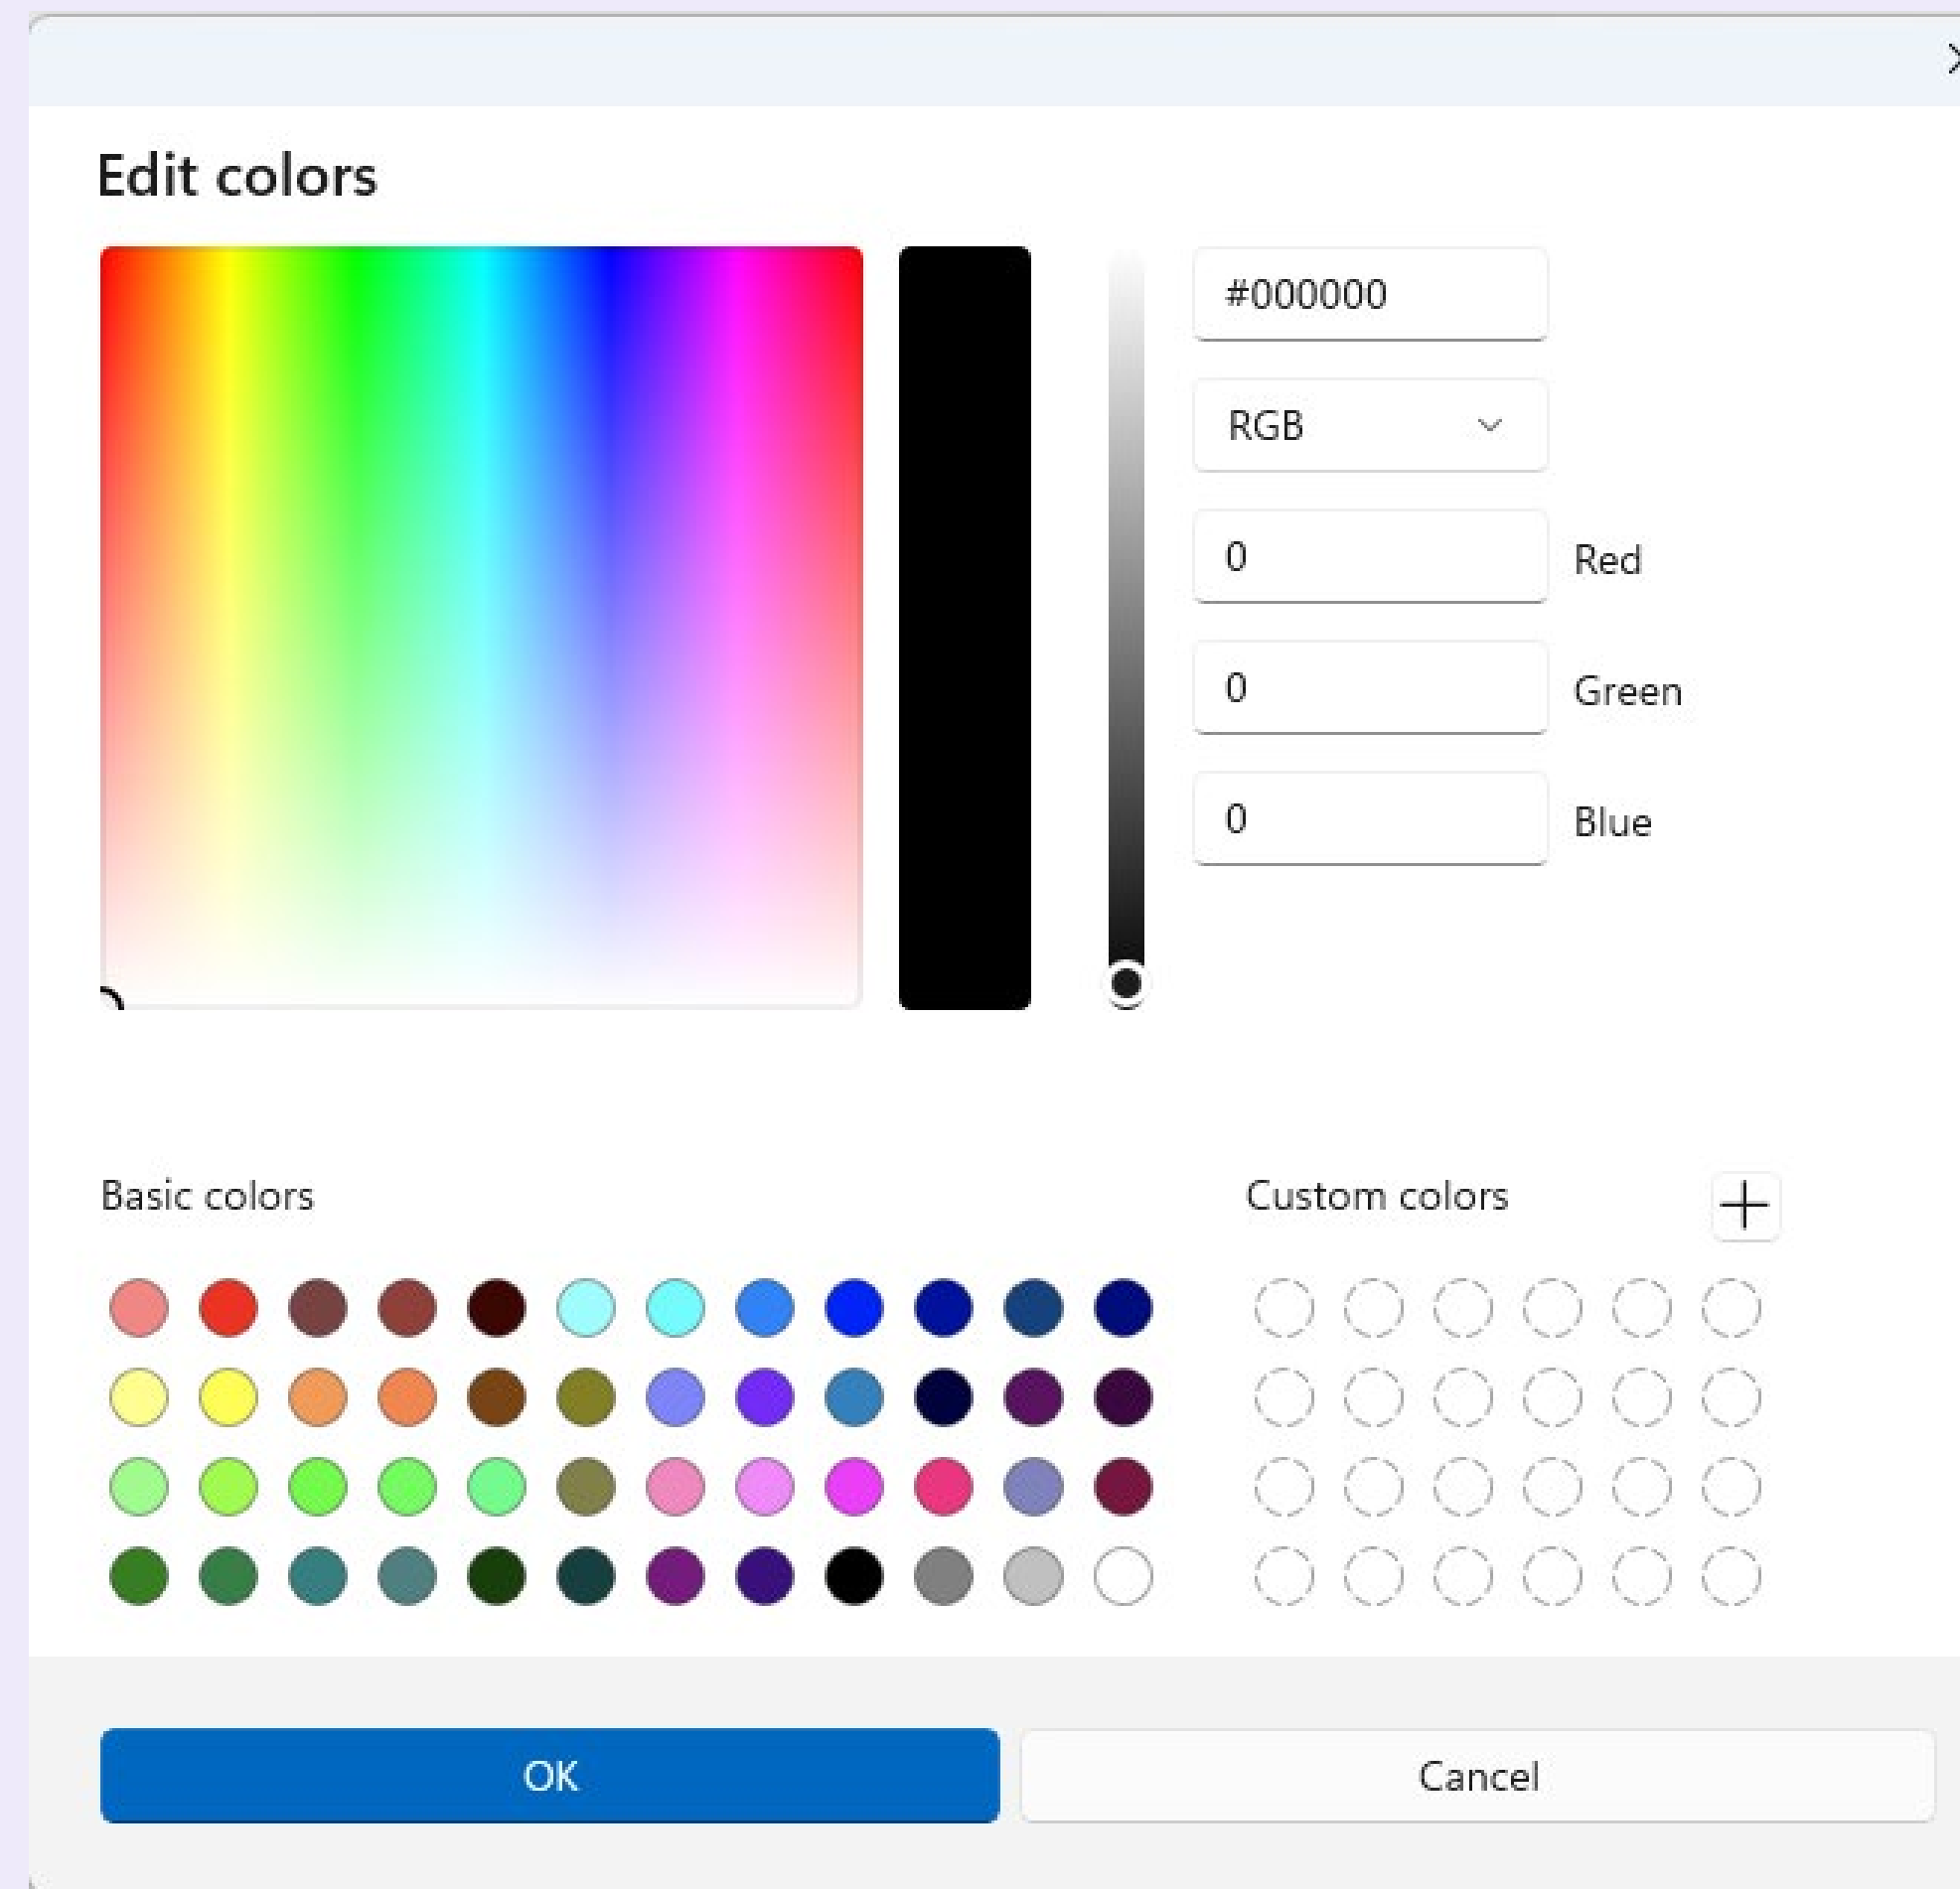 Edit colors
#000000
RGB
0 Red
0 Green
0 Blue
Basic colors
Custom colors
OK
Cancel